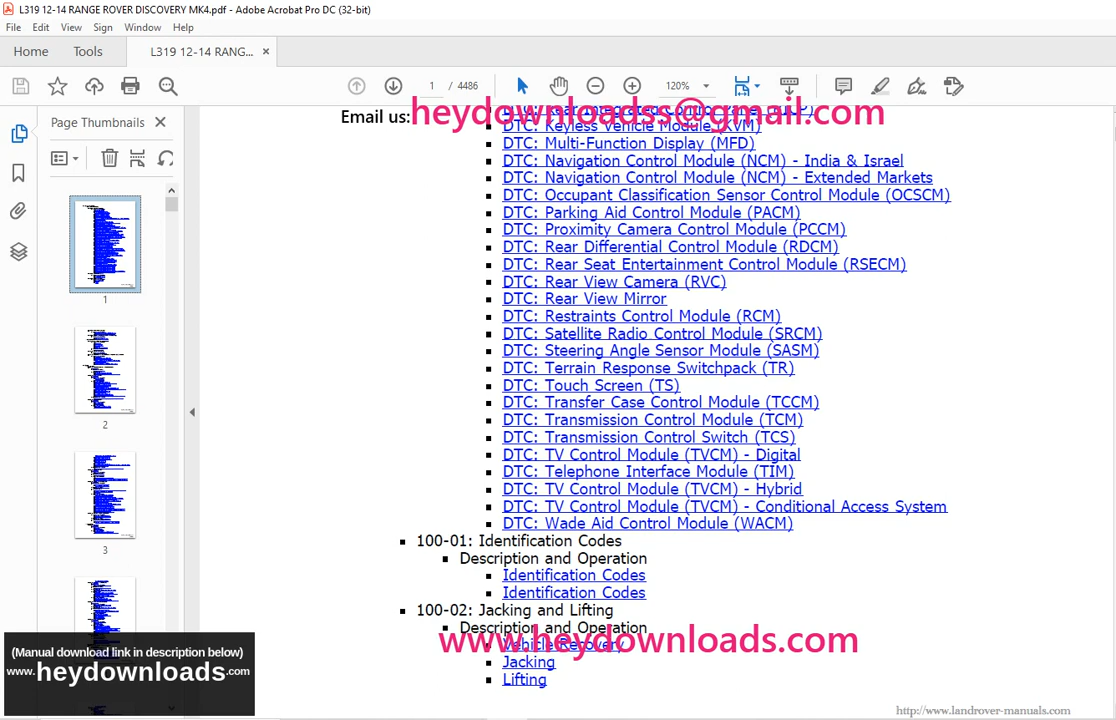 L319 12-14 RANGE ROVER DISCOVERY MK4.pdf - Adobe Acrobat Pro DC (32-bit)
File Edit View Sign Window Help
Home Tools L319 12-14 RANG... ×
1 / 4486 120%
Page Thumbnails
1
2
3
Email us: heydownloadss@gmail.com
DTC: Keyless Vehicle Module (KVM)
DTC: Multi-Function Display (MFD)
DTC: Navigation Control Module (NCM) - India & Israel
DTC: Navigation Control Module (NCM) - Extended Markets
DTC: Occupant Classification Sensor Control Module (OCSCM)
DTC: Parking Aid Control Module (PACM)
DTC: Proximity Camera Control Module (PCCM)
DTC: Rear Differential Control Module (RDCM)
DTC: Rear Seat Entertainment Control Module (RSECM)
DTC: Rear View Camera (RVC)
DTC: Rear View Mirror
DTC: Restraints Control Module (RCM)
DTC: Satellite Radio Control Module (SRCM)
DTC: Steering Angle Sensor Module (SASM)
DTC: Terrain Response Switchpack (TR)
DTC: Touch Screen (TS)
DTC: Transfer Case Control Module (TCCM)
DTC: Transmission Control Module (TCM)
DTC: Transmission Control Switch (TCS)
DTC: TV Control Module (TVCM) - Digital
DTC: Telephone Interface Module (TIM)
DTC: TV Control Module (TVCM) - Hybrid
DTC: TV Control Module (TVCM) - Conditional Access System
DTC: Wade Aid Control Module (WACM)
100-01: Identification Codes
Description and Operation
Identification Codes
Identification Codes
100-02: Jacking and Lifting
Description and Operation
www.heydownloads.com
Vehicle Recovery
Jacking
Lifting
(Manual download link in description below)
www.heydownloads.com
http://www.landrover-manuals.com